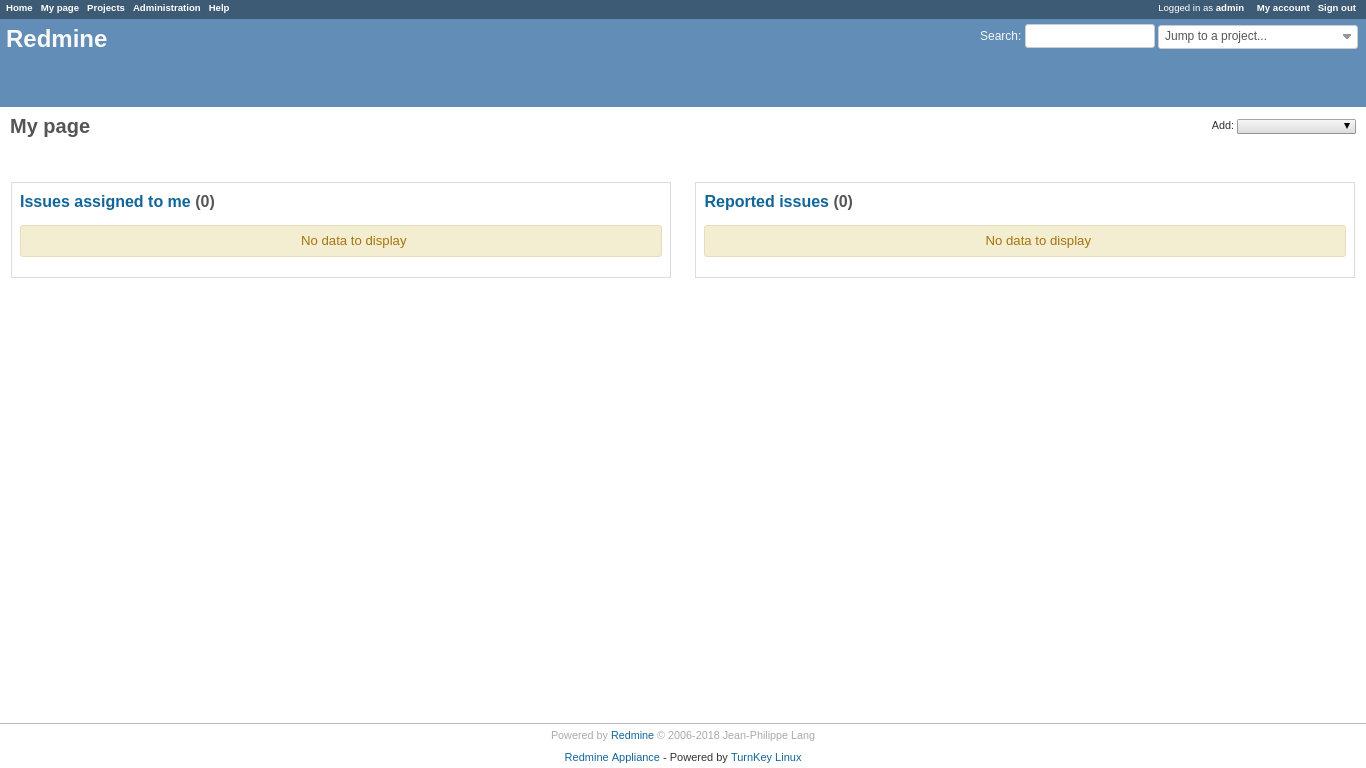 Home My page Projects Administration Help Logged in as admin My account Sign out
Redmine Search: Jump to a project...
My page Add:
Issues assigned to me (0) Reported issues (0)
No data to display No data to display
Powered by Redmine © 2006-2018 Jean-Philippe Lang
Redmine Appliance - Powered by TurnKey Linux